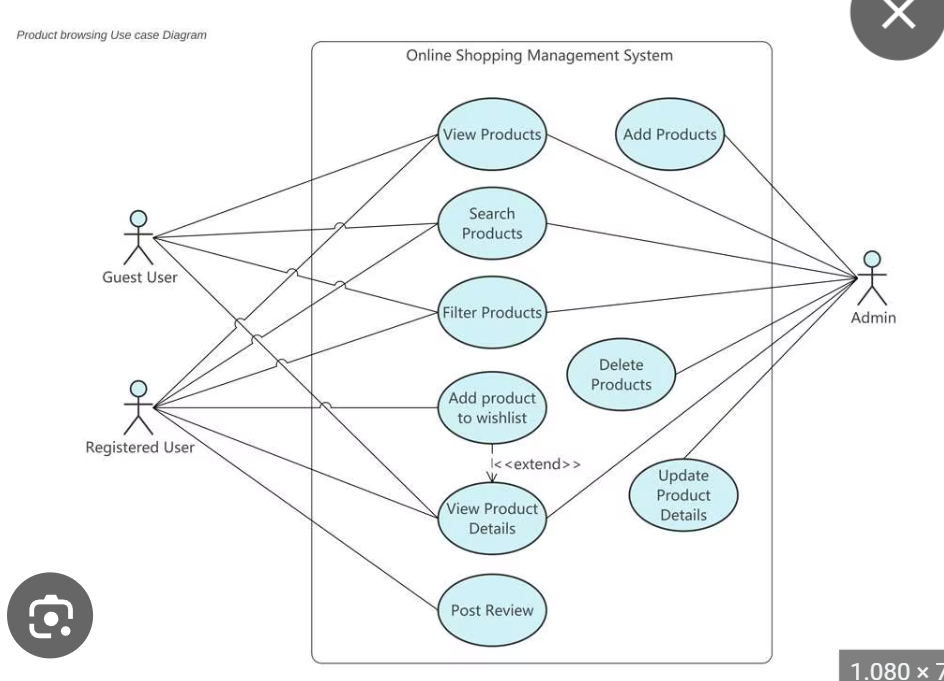 Product browsing Use case Diagram
Online Shopping Management System
View Products
Add Products
Search
Products
Guest User
Filter Products
Admin
Delete
Products
Add product
to wishlist
Registered User
<<extend>>
Update
Product
Details
View Product
Details
Post Review
1.080 × 7